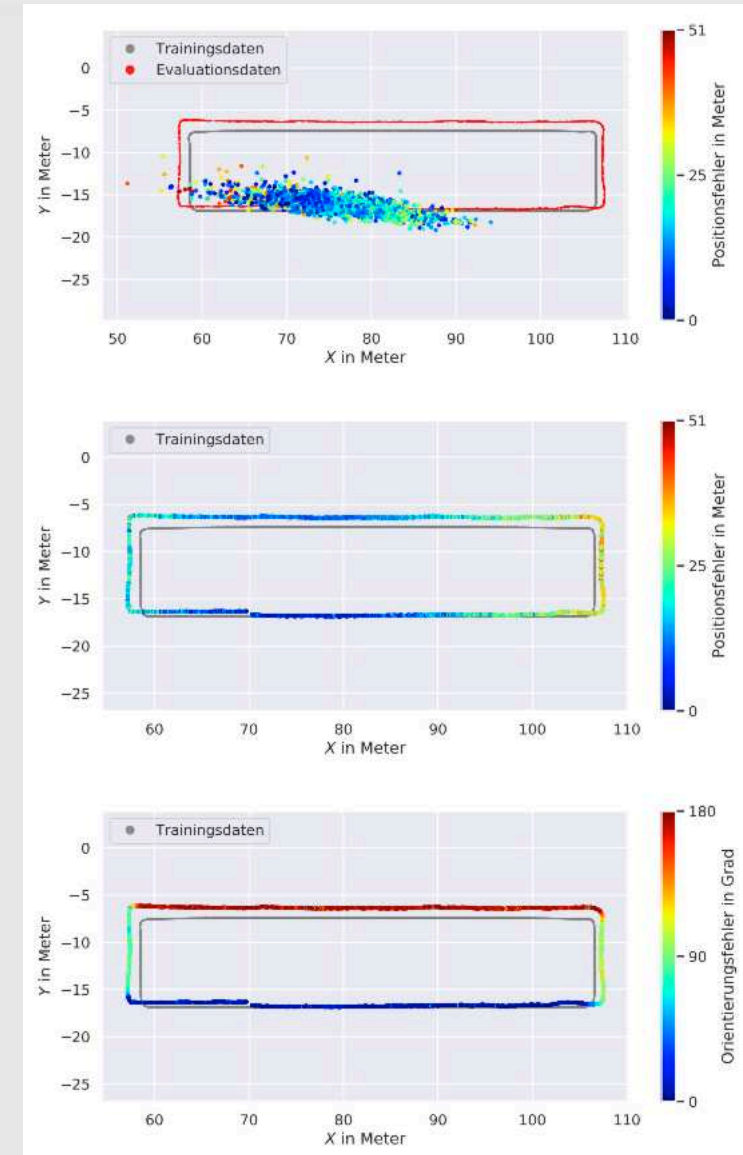 Trainingsdaten
Evaluationsdaten
0
−5
−10
−15
−20
−25
Y in Meter
50 60 70 80 90 100 110
X in Meter
51
25
0
Positionsfehler in Meter
Trainingsdaten
0
−5
−10
−15
−20
−25
Y in Meter
60 70 80 90 100 110
X in Meter
51
25
0
Positionsfehler in Meter
Trainingsdaten
0
−5
−10
−15
−20
−25
Y in Meter
60 70 80 90 100 110
X in Meter
180
90
0
Orientierungsfehler in Grad